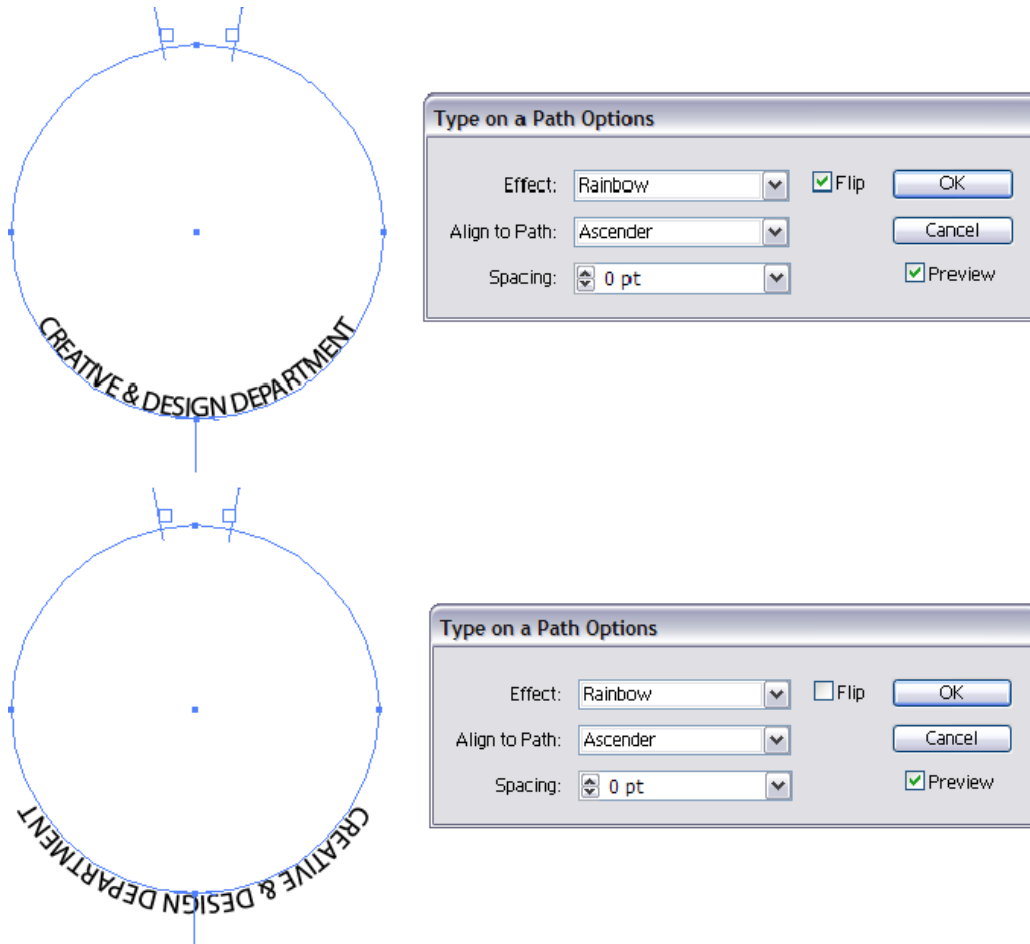 Type on a Path Options
Effect: Rainbow Flip OK
Align to Path: Ascender Cancel
Spacing: 0 pt Preview
CREATIVE & DESIGN DEPARTMENT
Type on a Path Options
Effect: Rainbow Flip OK
Align to Path: Ascender Cancel
Spacing: 0 pt Preview
CREATIVE & DESIGN DEPARTMENT